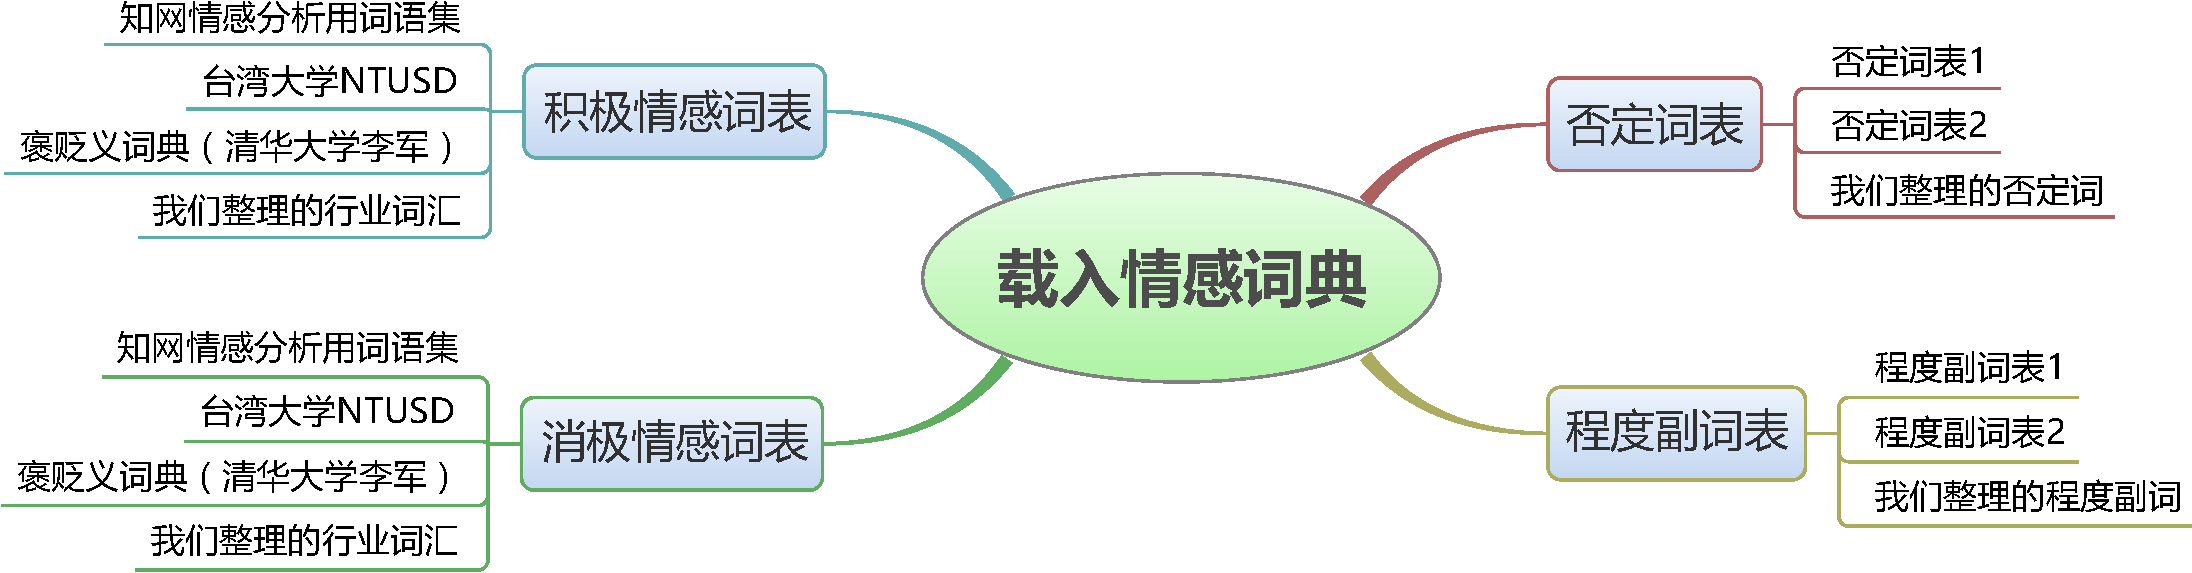 载入情感词典
积极情感词表
知网情感分析用词语集
台湾大学NTUSD
褒贬义词典（清华大学李军）
我们整理的行业词汇
消极情感词表
知网情感分析用词语集
台湾大学NTUSD
褒贬义词典（清华大学李军）
我们整理的行业词汇
否定词表
否定词表1
否定词表2
我们整理的否定词
程度副词表
程度副词表1
程度副词表2
我们整理的程度副词